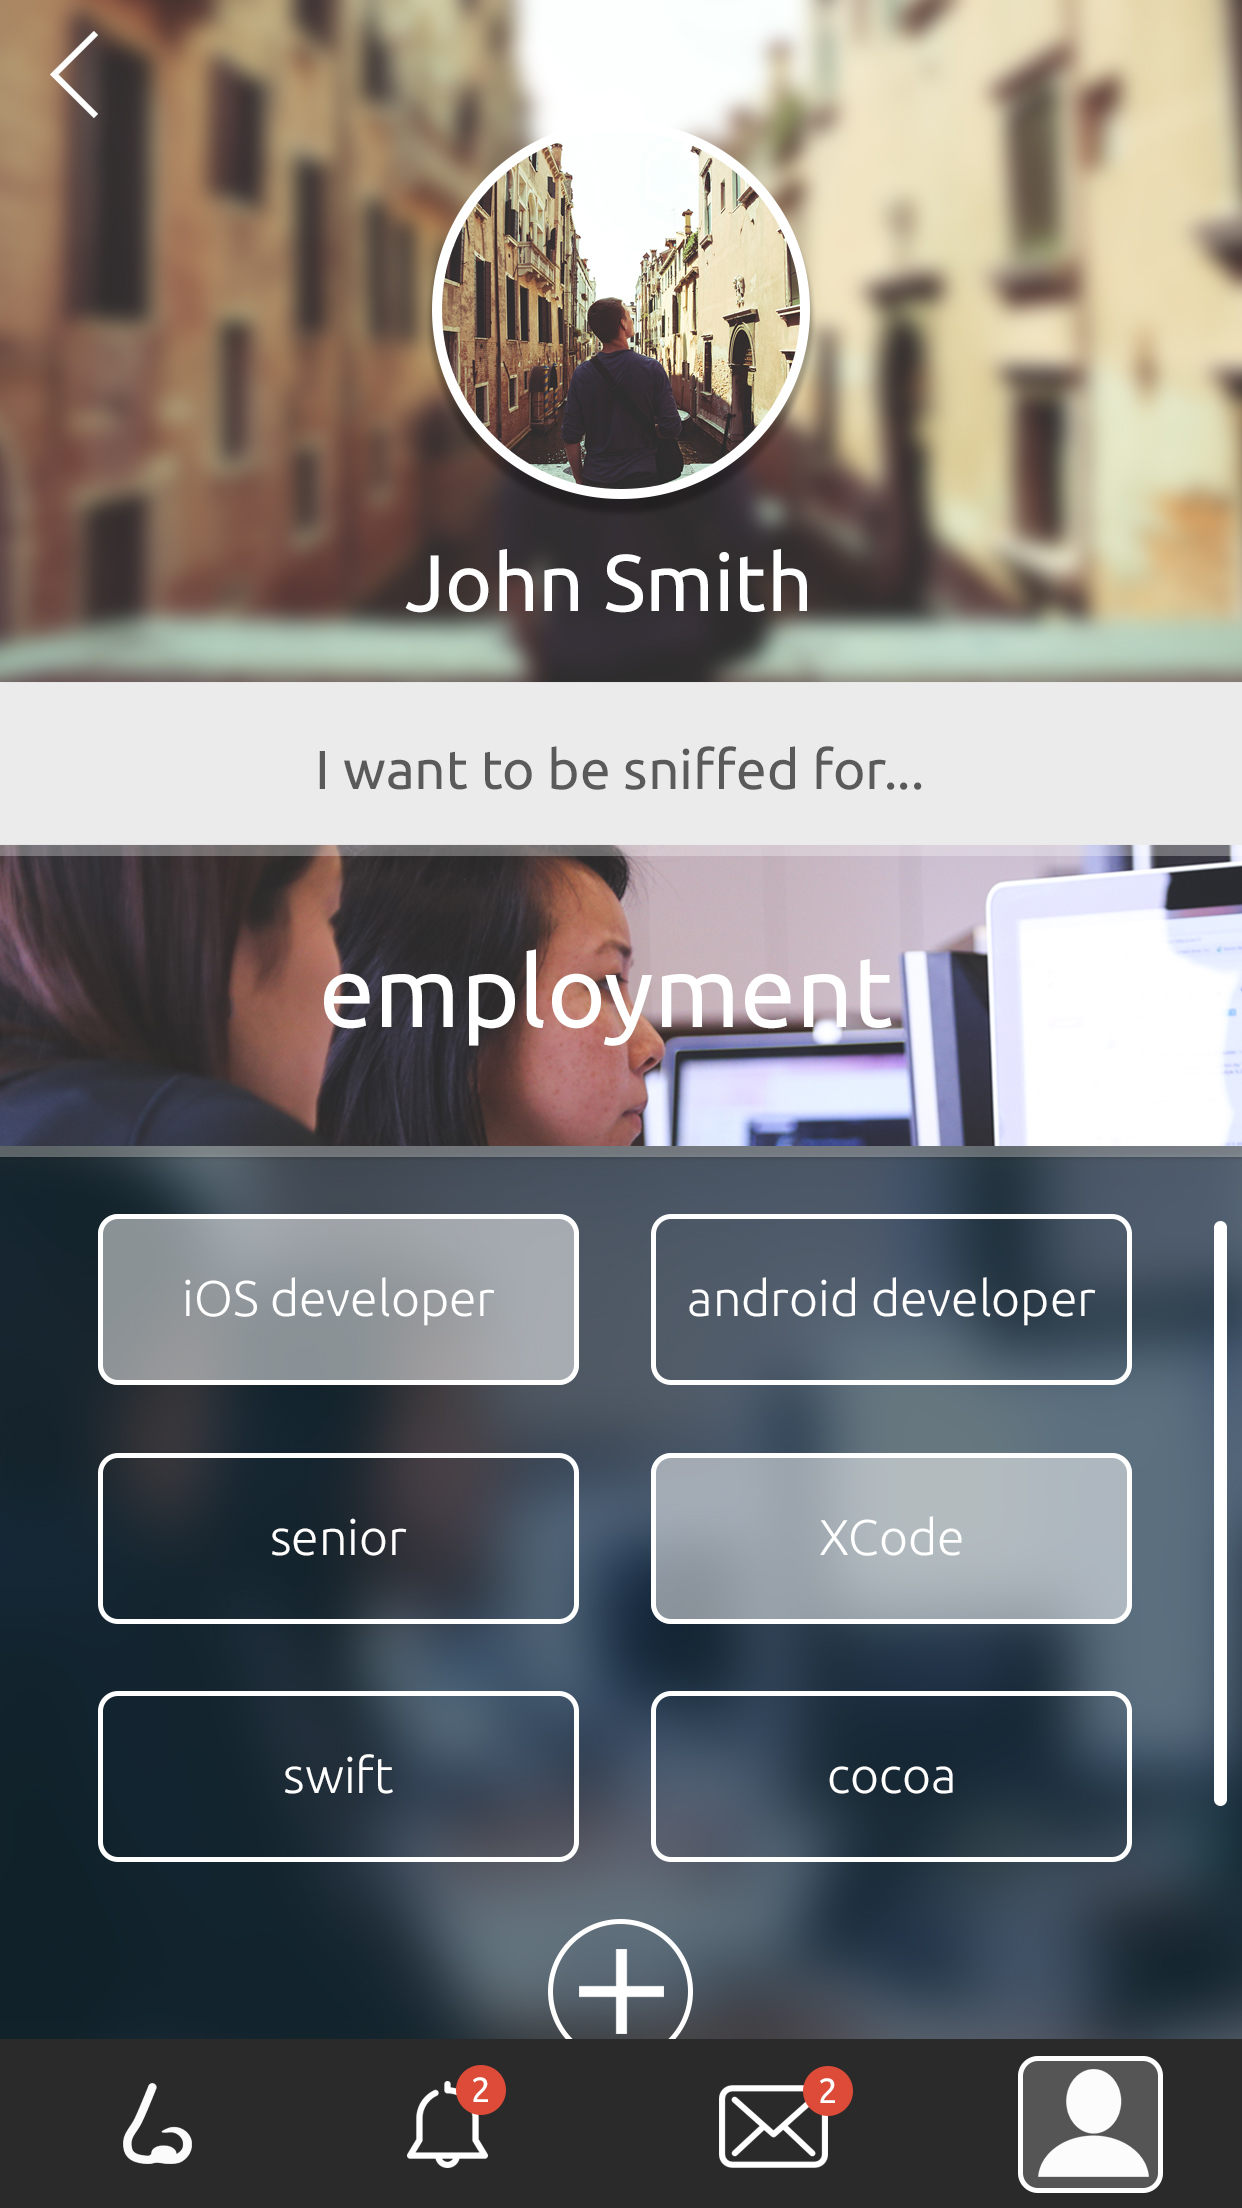 John Smith
I want to be sniffed for...
employment
iOS developer
android developer
senior
XCode
swift
cocoa
2
2